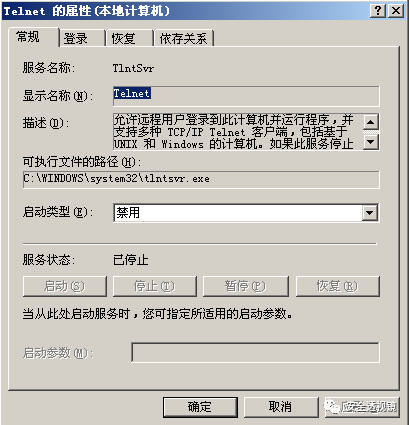 Telnet 的属性(本地计算机)
常规 登录 恢复 依存关系
服务名称: TlntSvr
显示名称(N): Telnet
描述(D): 允许远程用户登录到此计算机并运行程序，并
支持多种 TCP/IP Telnet 客户端，包括基于
UNIX 和 Windows 的计算机。如果此服务停止
可执行文件的路径(H):
C:\WINDOWS\system32\tlntsvr.exe
启动类型(E): 禁用
服务状态: 已停止
启动(S) 停止(T) 暂停(P) 恢复(R)
当从此处启动服务时，您可指定所适用的启动参数。
启动参数(M):
确定 取消
安全透视镜